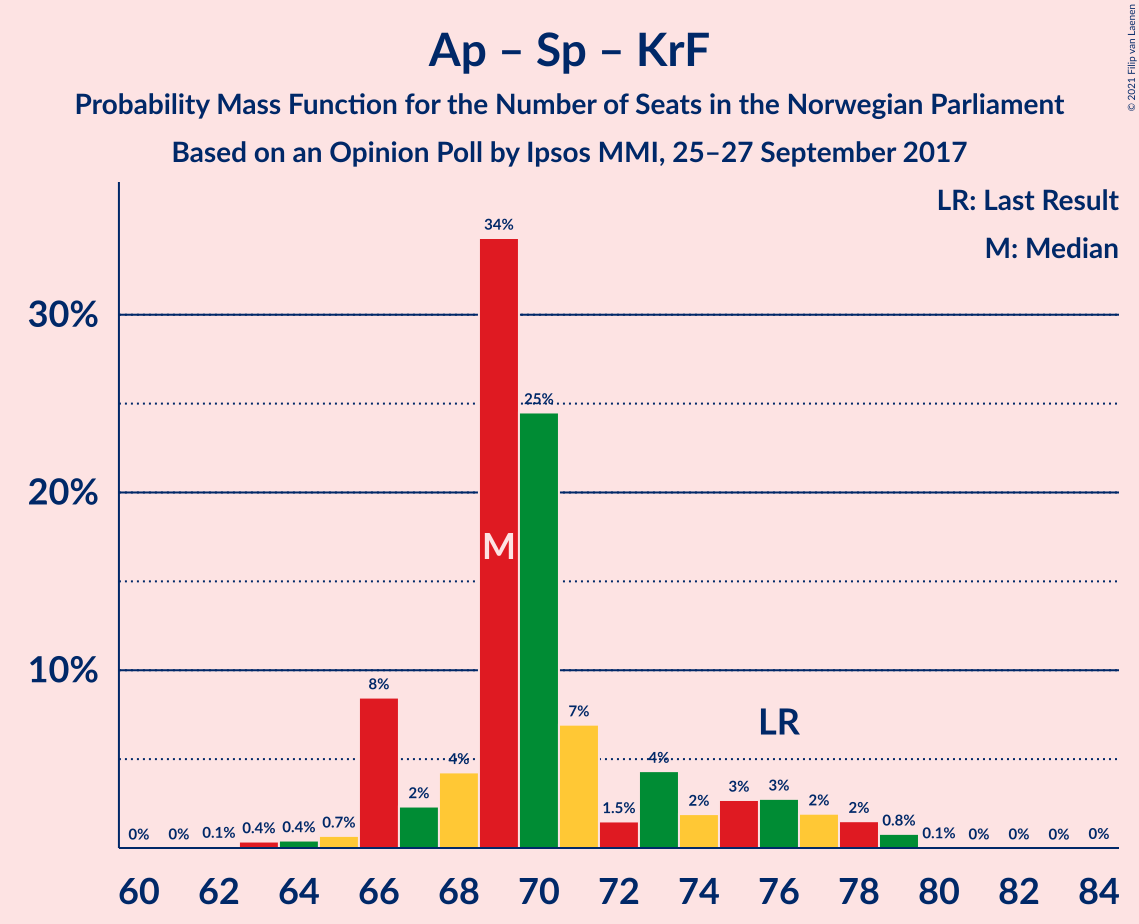 Ap – Sp – KrF
Probability Mass Function for the Number of Seats in the Norwegian Parliament
Based on an Opinion Poll by Ipsos MMI, 25–27 September 2017
© 2021 Filip van Laenen
LR: Last Result
M: Median
34%
30%
25%
20%
M
10%
8%
7%
LR
4% 4%
2% 1.5% 2% 3% 3% 2% 2%
0% 0% 0.1% 0.4% 0.4% 0.7% 0.8% 0.1% 0% 0% 0% 0%
60 62 64 66 68 70 72 74 76 78 80 82 84